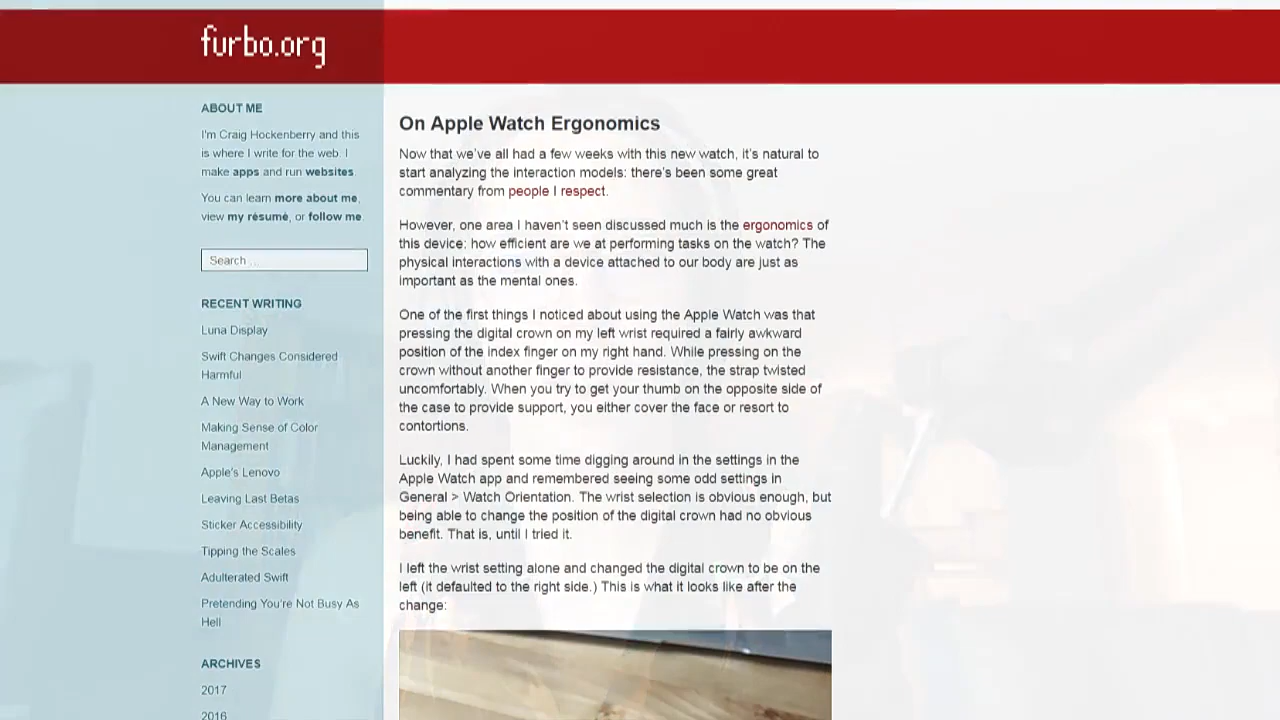 furbo.org
ABOUT ME
I'm Craig Hockenberry and this
is where I write for the web. I
make apps and run websites.
You can learn more about me,
view my résumé, or follow me.
Search …
RECENT WRITING
Luna Display
Swift Changes Considered
Harmful
A New Way to Work
Making Sense of Color
Management
Apple's Lenovo
Leaving Last Betas
Sticker Accessibility
Tipping the Scales
Adulterated Swift
Pretending You're Not Busy As
Hell
ARCHIVES
2017
2016
On Apple Watch Ergonomics
Now that we've all had a few weeks with this new watch, it's natural to
start analyzing the interaction models: there's been some great
commentary from people I respect.
However, one area I haven't seen discussed much is the ergonomics of
this device: how efficient are we at performing tasks on the watch? The
physical interactions with a device attached to our body are just as
important as the mental ones.
One of the first things I noticed about using the Apple Watch was that
pressing the digital crown on my left wrist required a fairly awkward
position of the index finger on my right hand. While pressing on the
crown without another finger to provide resistance, the strap twisted
uncomfortably. When you try to get your thumb on the opposite side of
the case to provide support, you either cover the face or resort to
contortions.
Luckily, I had spent some time digging around in the settings in the
Apple Watch app and remembered seeing some odd settings in
General > Watch Orientation. The wrist selection is obvious enough, but
being able to change the position of the digital crown had no obvious
benefit. That is, until I tried it.
I left the wrist setting alone and changed the digital crown to be on the
left (it defaulted to the right side.) This is what it looks like after the
change: